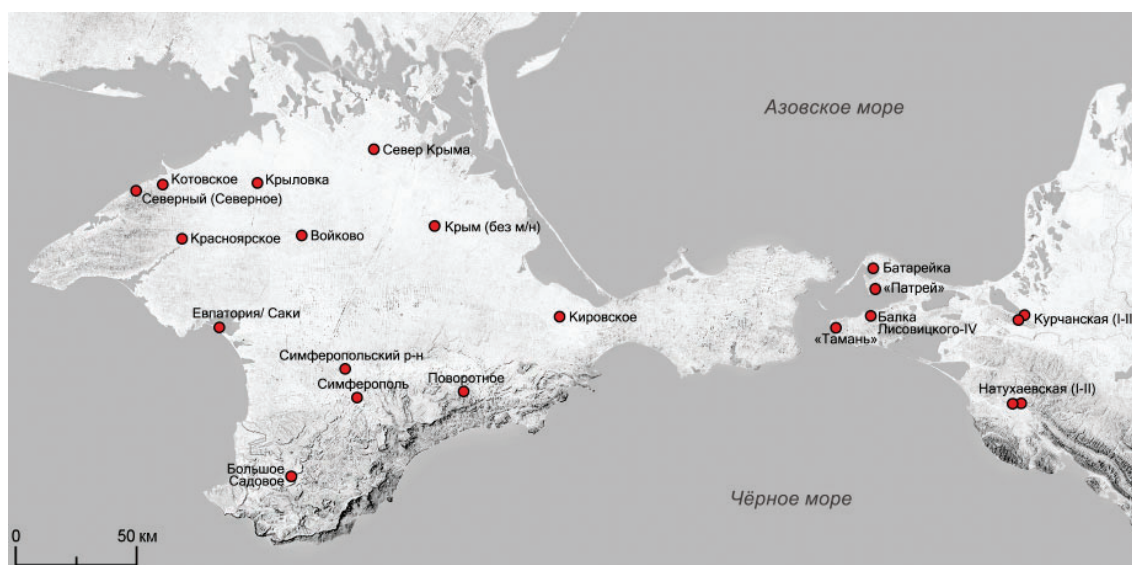 Азовское море
Север Крыма
Котовское
Крыловка
Северный (Северное)
Крым (без м/н)
Красноярское
Войково
Батарейка
«Патрей»
Евпатория/ Саки
Кировское
Балка
Лисовицкого-IV
Курчанская (I-II
«Тамань»
Симферопольский р-н
Симферополь
Поворотное
Натухаевская (I-II)
Большое
Садовое
Чёрное море
0
50 км